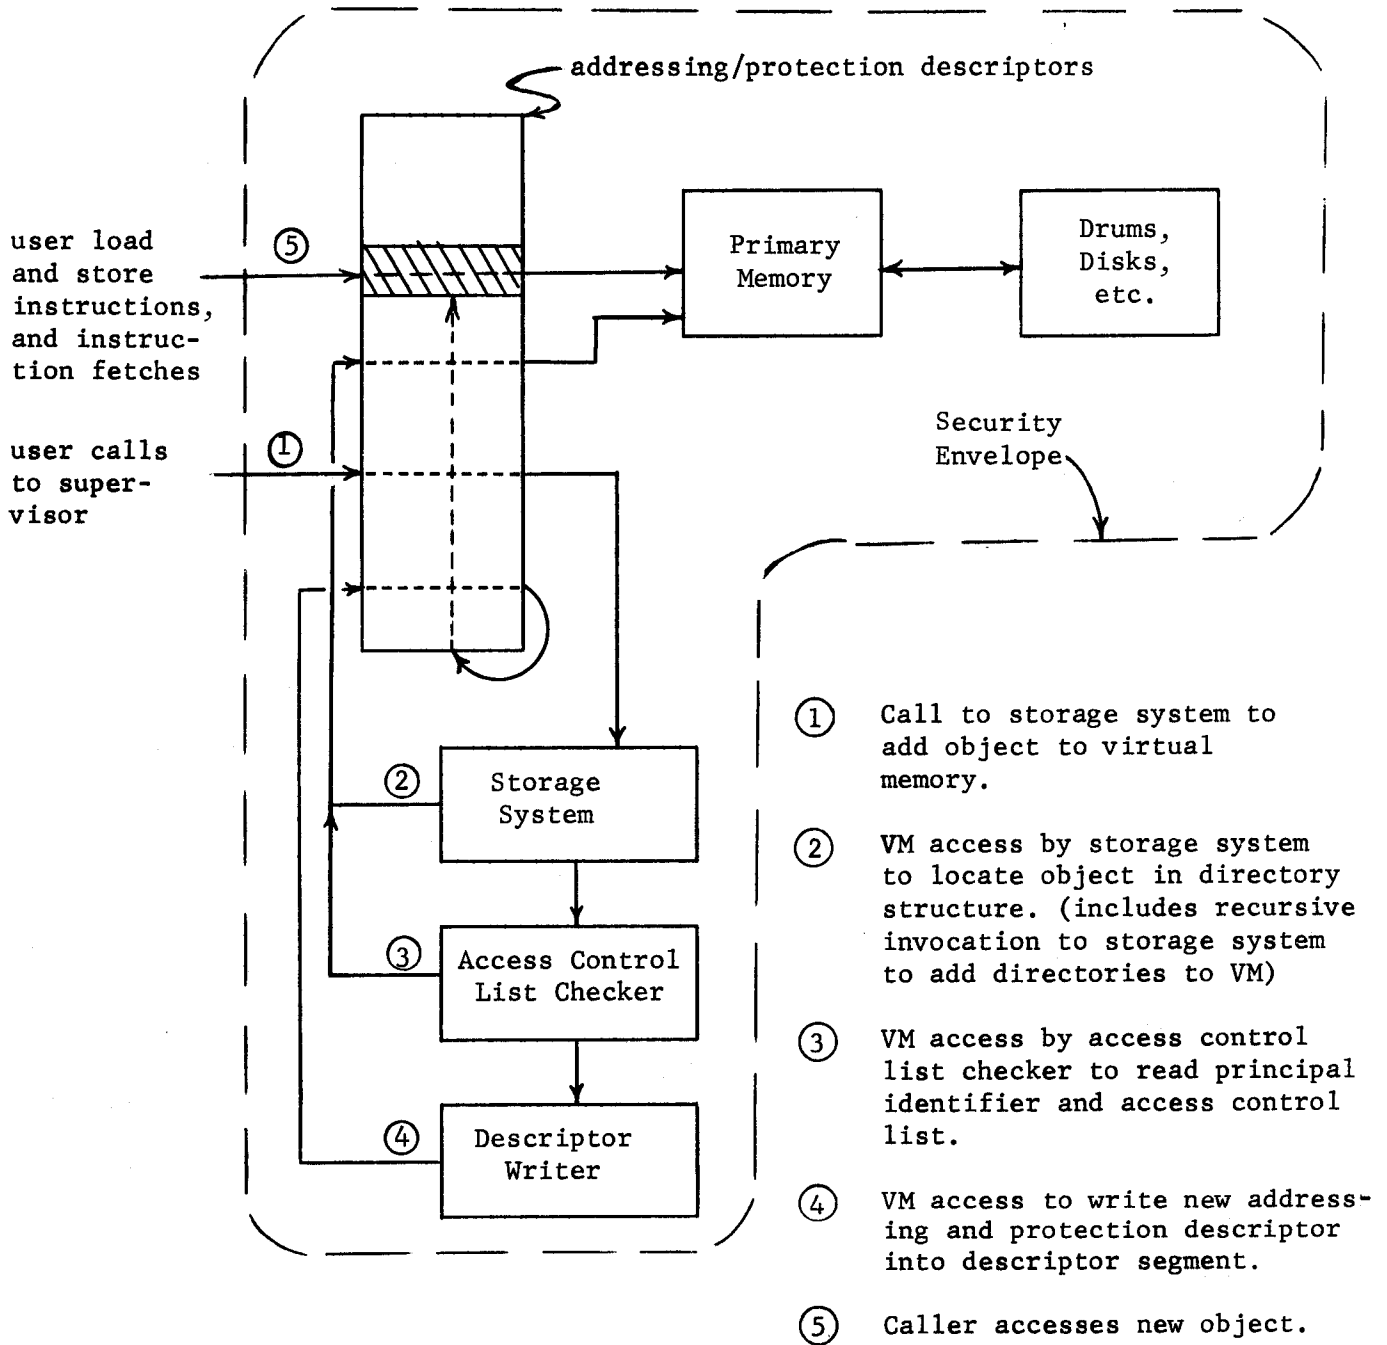 addressing/protection descriptors
user load
and store
instructions,
and instruc-
tion fetches
5
Primary
Memory
Drums,
Disks,
etc.
user calls
to super-
visor
1
Security
Envelope
2
Storage
System
3
Access Control
List Checker
4
Descriptor
Writer
1 Call to storage system to
add object to virtual
memory.
2 VM access by storage system
to locate object in directory
structure. (includes recursive
invocation to storage system
to add directories to VM)
3 VM access by access control
list checker to read principal
identifier and access control
list.
4 VM access to write new address-
ing and protection descriptor
into descriptor segment.
5 Caller accesses new object.